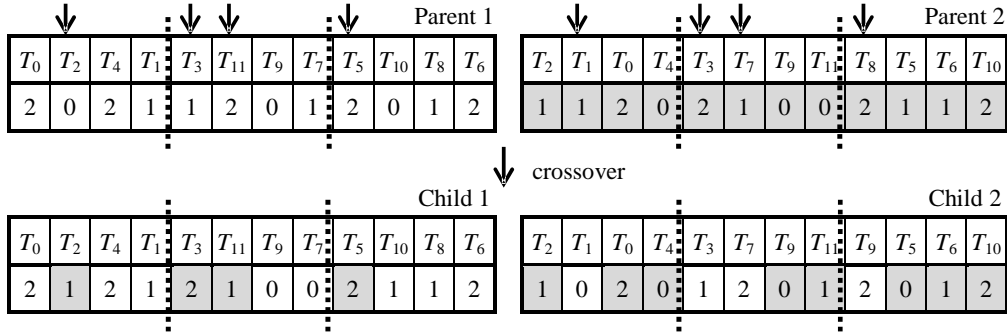 Parent 1 Parent 2
T0 T2 T4 T1 T3 T11 T9 T7 T5 T10 T8 T6 T2 T1 T0 T4 T3 T7 T9 T11 T8 T5 T6 T10
2 0 2 1 1 2 0 1 2 0 1 2 1 1 2 0 2 1 0 0 2 1 1 2
crossover
Child 1 Child 2
T0 T2 T4 T1 T3 T11 T9 T7 T5 T10 T8 T6 T2 T1 T0 T4 T3 T7 T9 T11 T9 T5 T6 T10
2 1 2 1 2 1 0 0 2 1 1 2 1 0 2 0 1 2 0 1 2 0 1 2